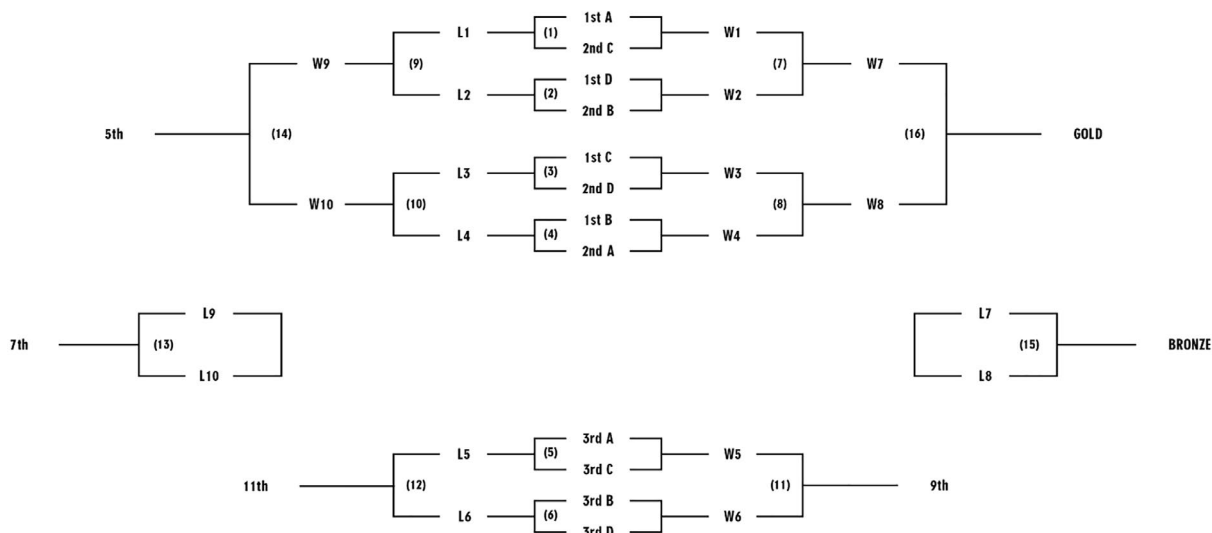 1st A
L1 (1) W1
2nd C
W9 (9) (7) W7
1st D
L2 (2) W2
2nd B
5th (14) (16) GOLD
1st C
L3 (3) W3
2nd D
W10 (10) (8) W8
1st B
L4 (4) W4
2nd A
L9 L7
7th (13) (15) BRONZE
L10 L8
3rd A
L5 (5) W5
3rd C
11th (12) (11) 9th
3rd B
L6 (6) W6
3rd D